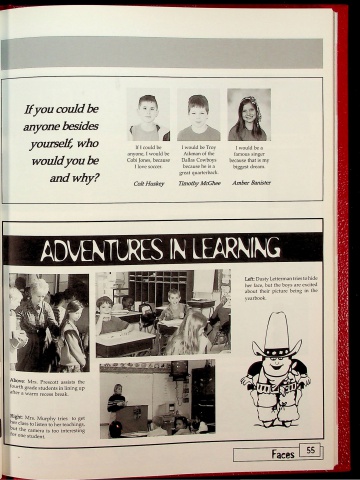 If you could be
anyone besides
yourself, who
would you be
and why?
If I could be
anyone, I would be
Cobi Jones, because
I love soccer.
Colt Hoskey
I would be Troy
Aikman of the
Dallas Cowboys
because he is a
great quarterback.
Timothy McGhee
I would be a
famous singer
because that is my
biggest dream.
Amber Banister
ADVENTURES IN LEARNING
Left: Dusty Letterman tries to hide
her face, but the boys are excited
about their picture being in the
yearbook.
Above: Mrs. Prescott assists the
fourth grade students in lining up
after a warm recess break.
Right: Mrs. Murphy tries to get
her class to listen to her teachings,
but the camera is too interesting
for one student.
Faces 55